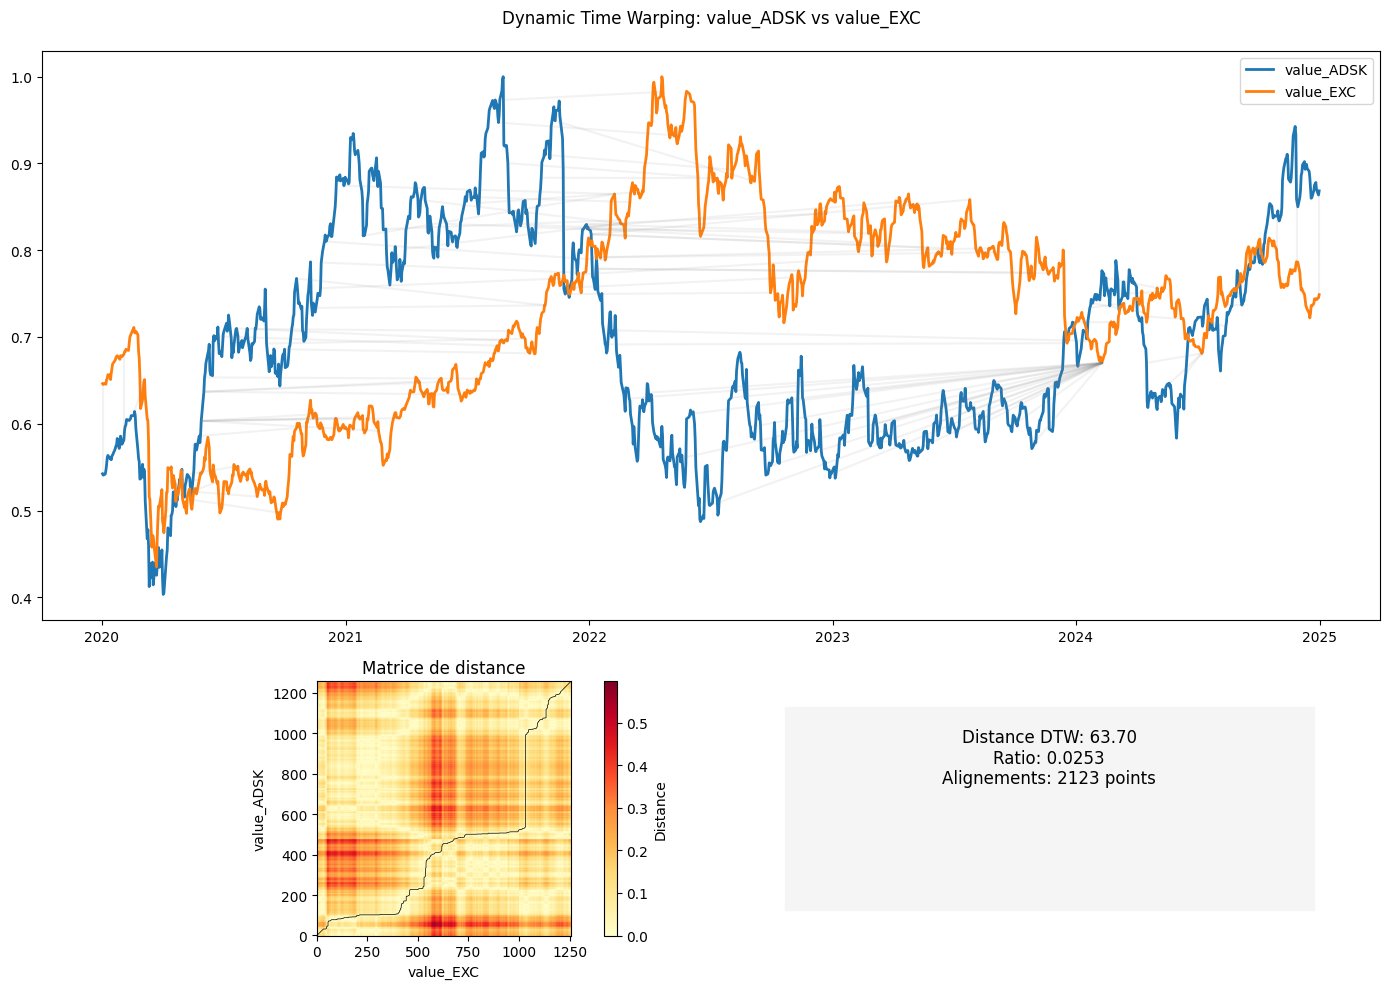 Dynamic Time Warping: value_ADSK vs value_EXC
value_ADSK
value_EXC
1.0
0.9
0.8
0.7
0.6
0.5
0.4
2020 2021 2022 2023 2024 2025
Matrice de distance
1200
1000
800
600
400
200
0
value_ADSK
0 250 500 750 1000 1250
value_EXC
0.5
0.4
0.3
0.2
0.1
0.0
Distance
Distance DTW: 63.70
Ratio: 0.0253
Alignements: 2123 points